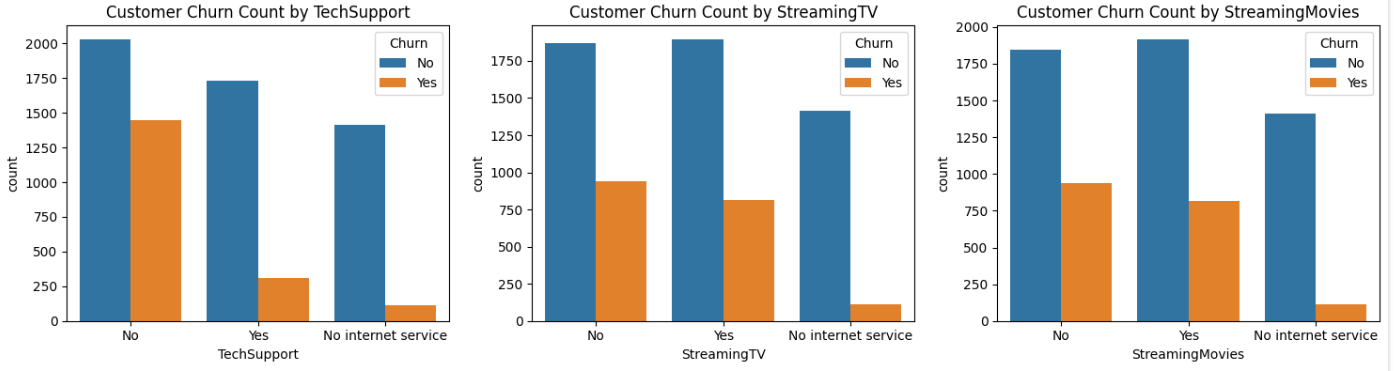 Customer Churn Count by TechSupport
Churn
No
Yes
2000
1750
1500
1250
1000
750
500
250
0
count
No
Yes
No internet service
TechSupport
Customer Churn Count by StreamingTV
Churn
No
Yes
1750
1500
1250
1000
750
500
250
0
count
No
Yes
No internet service
StreamingTV
Customer Churn Count by StreamingMovies
Churn
No
Yes
2000
1750
1500
1250
1000
750
500
250
0
count
No
Yes
No internet service
StreamingMovies